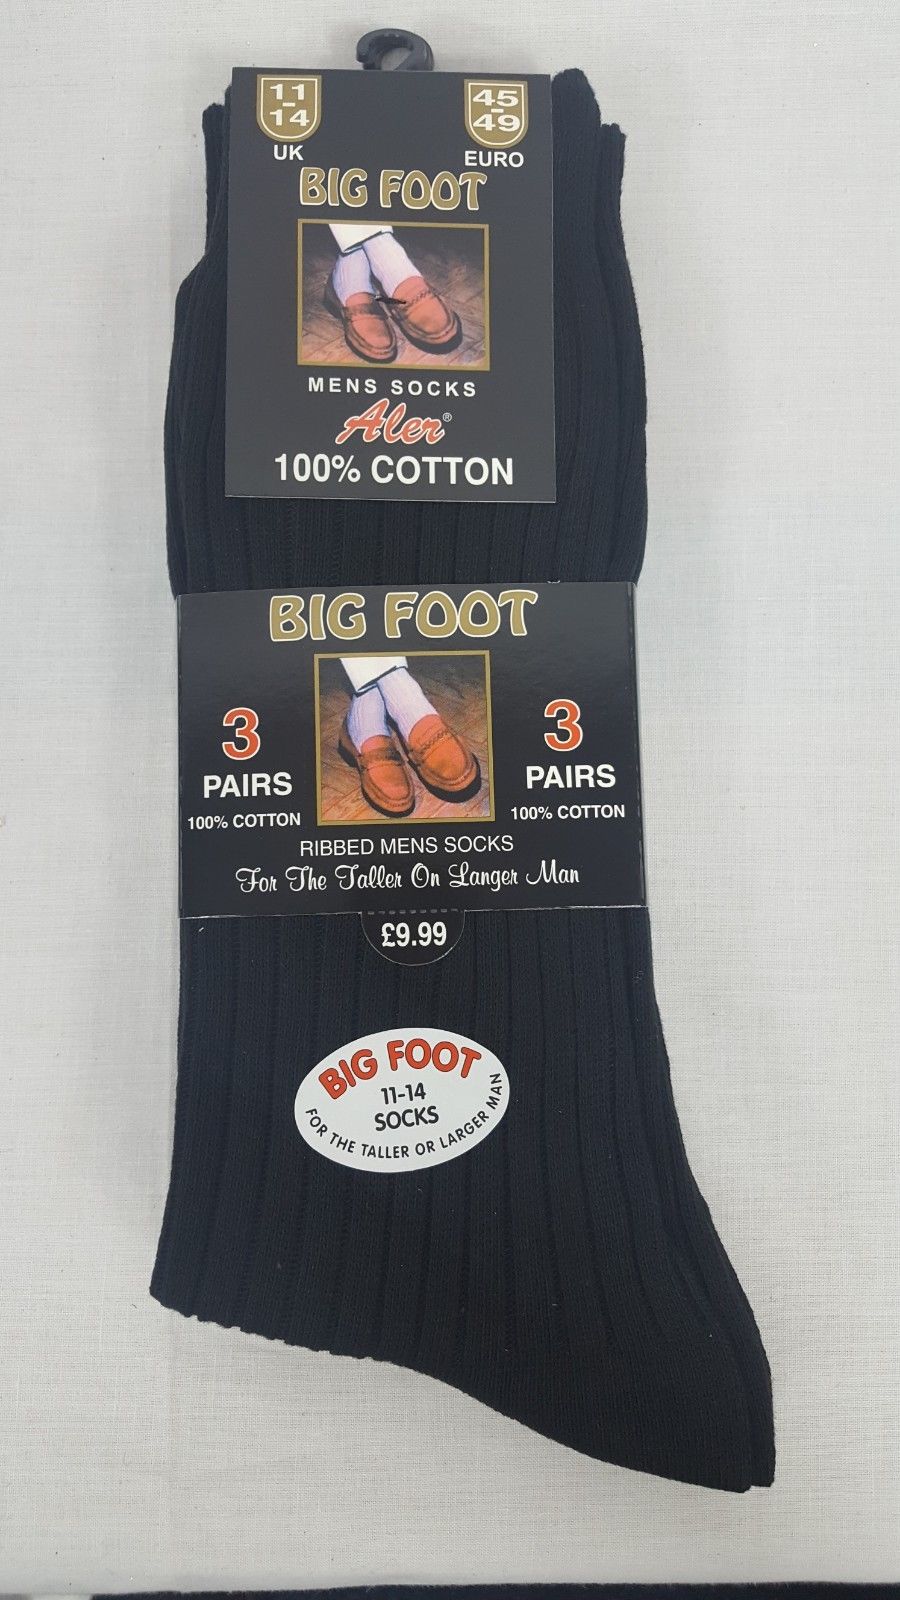 11-14
UK
45-49
EURO
BIG FOOT
MENS SOCKS
Aler®
100% COTTON
BIG FOOT
3
PAIRS
100% COTTON
3
PAIRS
100% COTTON
RIBBED MENS SOCKS
For The Taller On Langer Man
£9.99
BIG FOOT
11-14
SOCKS
FOR THE TALLER OR LARGER MAN